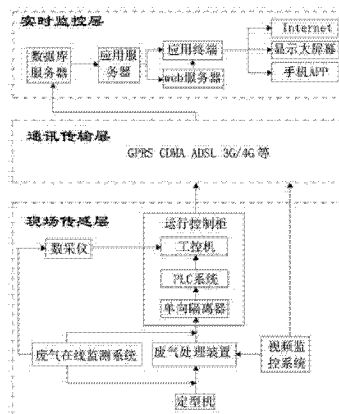 实时监控层
数据库
服务器
应用服
务器
应用终端
web服务器
Internet
显示大屏幕
手机APP
通讯传输层
GPRS CDMA ADSL 3G/4G 等
现场传感层
数采仪
运行控制柜
工控机
PLC系统
单向隔离器
废气在线监测系统
废气处理装置
视频监
控系统
定型机